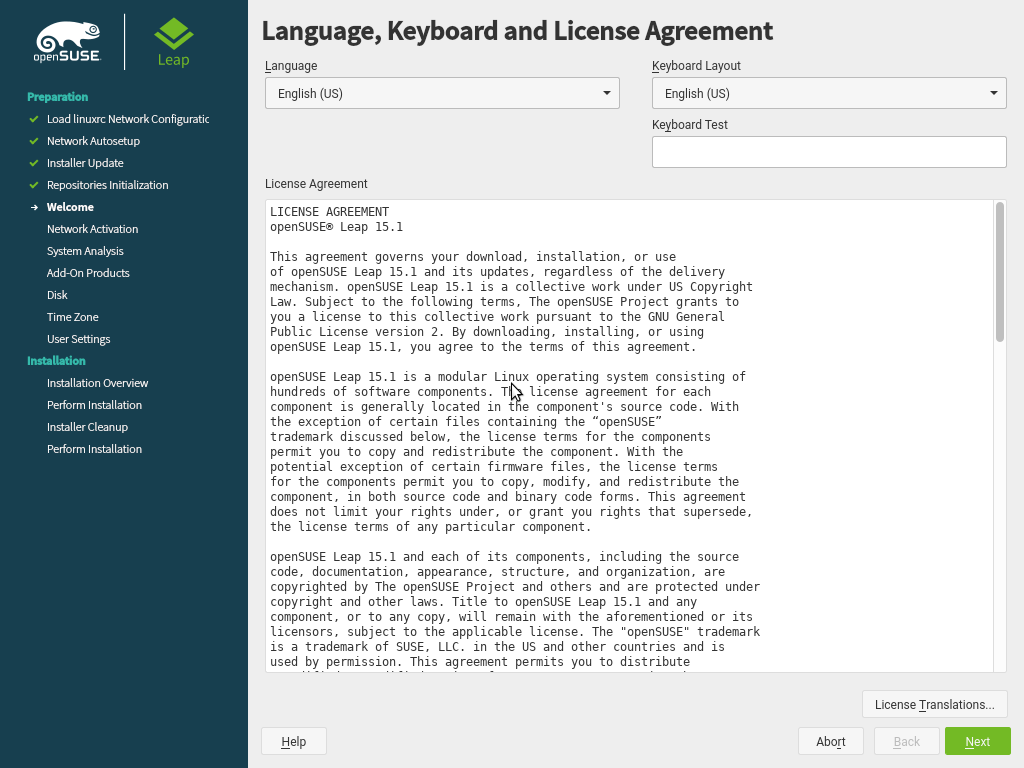 openSUSE
Leap
Preparation
Load linuxrc Network Configuratic
Network Autosetup
Installer Update
Repositories Initialization
Welcome
Network Activation
System Analysis
Add-On Products
Disk
Time Zone
User Settings
Installation
Installation Overview
Perform Installation
Installer Cleanup
Perform Installation
Language, Keyboard and License Agreement
Language
Keyboard Layout
English (US)
English (US)
Keyboard Test
License Agreement
LICENSE AGREEMENT
openSUSE® Leap 15.1
This agreement governs your download, installation, or use
of openSUSE Leap 15.1 and its updates, regardless of the delivery
mechanism. openSUSE Leap 15.1 is a collective work under US Copyright
Law. Subject to the following terms, The openSUSE Project grants to
you a license to this collective work pursuant to the GNU General
Public License version 2. By downloading, installing, or using
openSUSE Leap 15.1, you agree to the terms of this agreement.
openSUSE Leap 15.1 is a modular Linux operating system consisting of
hundreds of software components. The license agreement for each
component is generally located in the component's source code. With
the exception of certain files containing the “openSUSE”
trademark discussed below, the license terms for the components
permit you to copy and redistribute the component. With the
potential exception of certain firmware files, the license terms
for the components permit you to copy, modify, and redistribute the
component, in both source code and binary code forms. This agreement
does not limit your rights under, or grant you rights that supersede,
the license terms of any particular component.
openSUSE Leap 15.1 and each of its components, including the source
code, documentation, appearance, structure, and organization, are
copyrighted by The openSUSE Project and others and are protected under
copyright and other laws. Title to openSUSE Leap 15.1 and any
component, or to any copy, will remain with the aforementioned or its
licensors, subject to the applicable license. The "openSUSE" trademark
is a trademark of SUSE, LLC. in the US and other countries and is
used by permission. This agreement permits you to distribute
License Translations...
Help
Abort
Back
Next